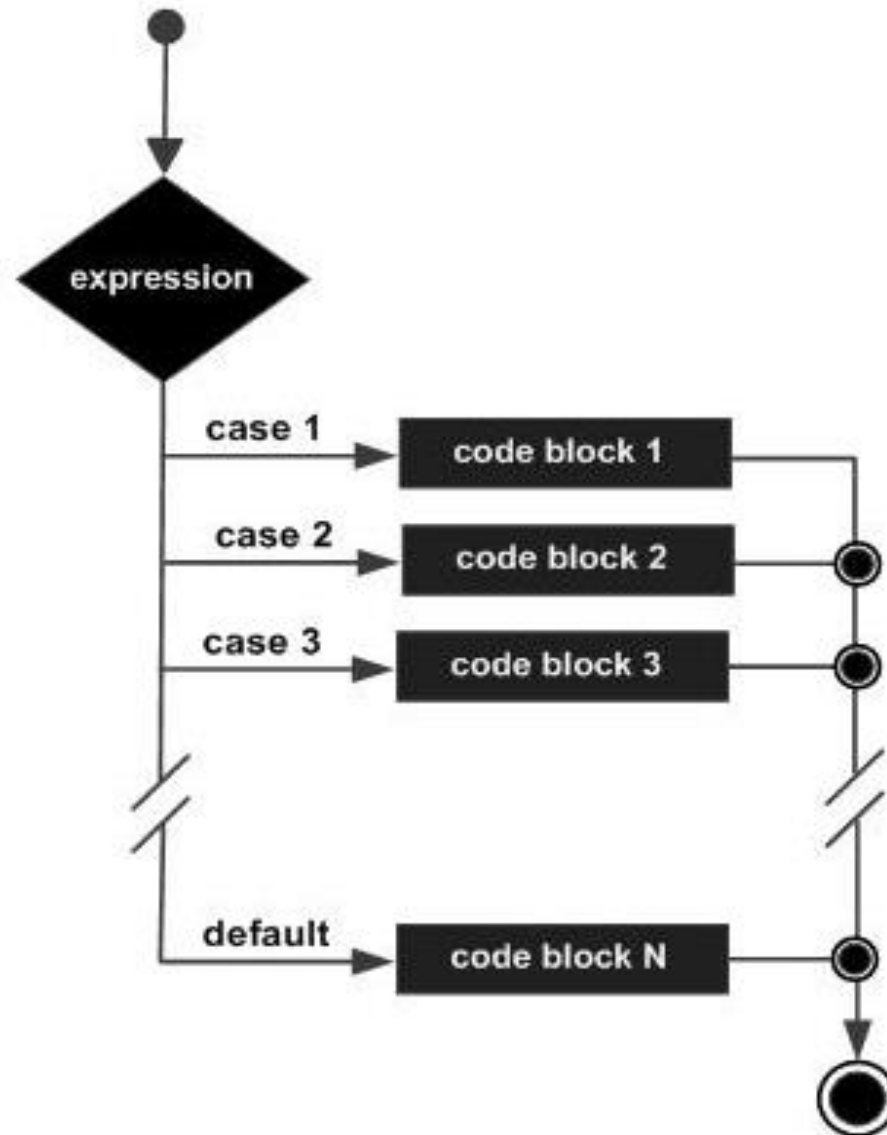 expression
case 1
code block 1
case 2
code block 2
case 3
code block 3
default
code block N